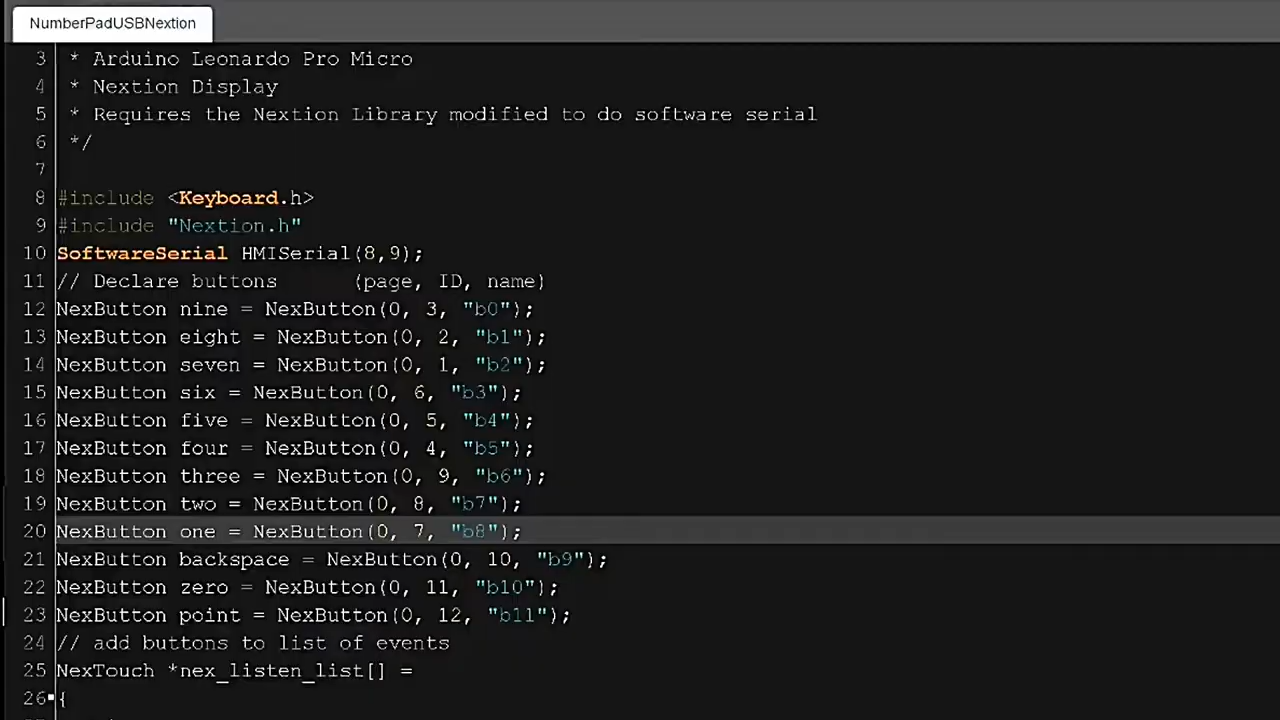 NumberPadUSBNextion
3 * Arduino Leonardo Pro Micro
4 * Nextion Display
5 * Requires the Nextion Library modified to do software serial
6 */
7
8 #include <Keyboard.h>
9 #include "Nextion.h"
10 SoftwareSerial HMISerial(8,9);
11 // Declare buttons      (page, ID, name)
12 NexButton nine = NexButton(0, 3, "b0");
13 NexButton eight = NexButton(0, 2, "b1");
14 NexButton seven = NexButton(0, 1, "b2");
15 NexButton six = NexButton(0, 6, "b3");
16 NexButton five = NexButton(0, 5, "b4");
17 NexButton four = NexButton(0, 4, "b5");
18 NexButton three = NexButton(0, 9, "b6");
19 NexButton two = NexButton(0, 8, "b7");
20 NexButton one = NexButton(0, 7, "b8");
21 NexButton backspace = NexButton(0, 10, "b9");
22 NexButton zero = NexButton(0, 11, "b10");
23 NexButton point = NexButton(0, 12, "b11");
24 // add buttons to list of events
25 NexTouch *nex_listen_list[] =
26 {